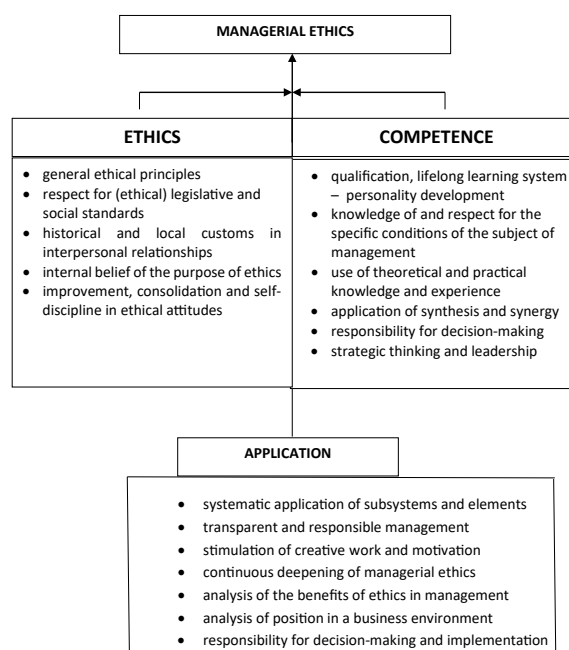 MANAGERIAL ETHICS
ETHICS
• general ethical principles
• respect for (ethical) legislative and
social standards
• historical and local customs in
interpersonal relationships
• internal belief of the purpose of ethics
• improvement, consolidation and self-
discipline in ethical attitudes
COMPETENCE
• qualification, lifelong learning system
– personality development
• knowledge of and respect for the
specific conditions of the subject of
management
• use of theoretical and practical
knowledge and experience
• application of synthesis and synergy
• responsibility for decision-making
• strategic thinking and leadership
APPLICATION
• systematic application of subsystems and elements
• transparent and responsible management
• stimulation of creative work and motivation
• continuous deepening of managerial ethics
• analysis of the benefits of ethics in management
• analysis of position in a business environment
• responsibility for decision-making and implementation